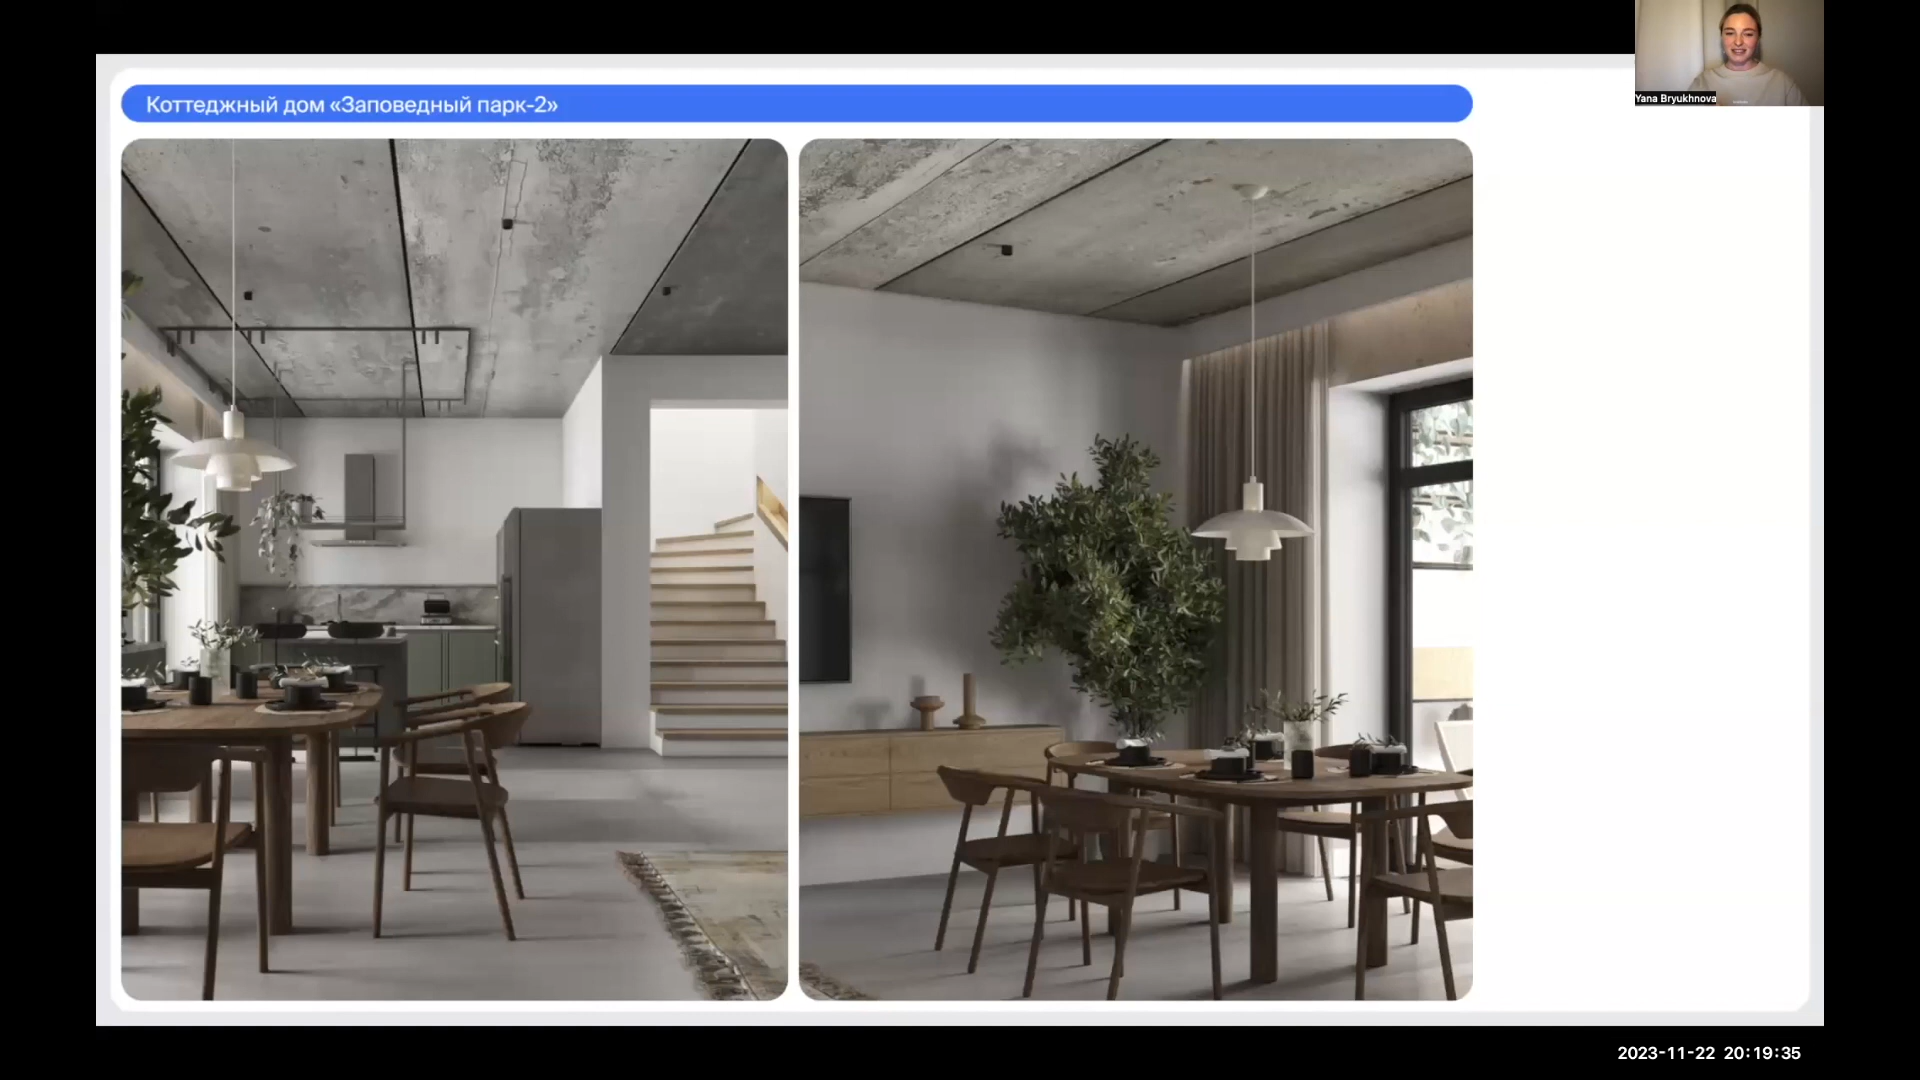 Коттеджный дом «Заповедный парк-2»
Yana Bryukhnova
2023-11-22 20:19:35